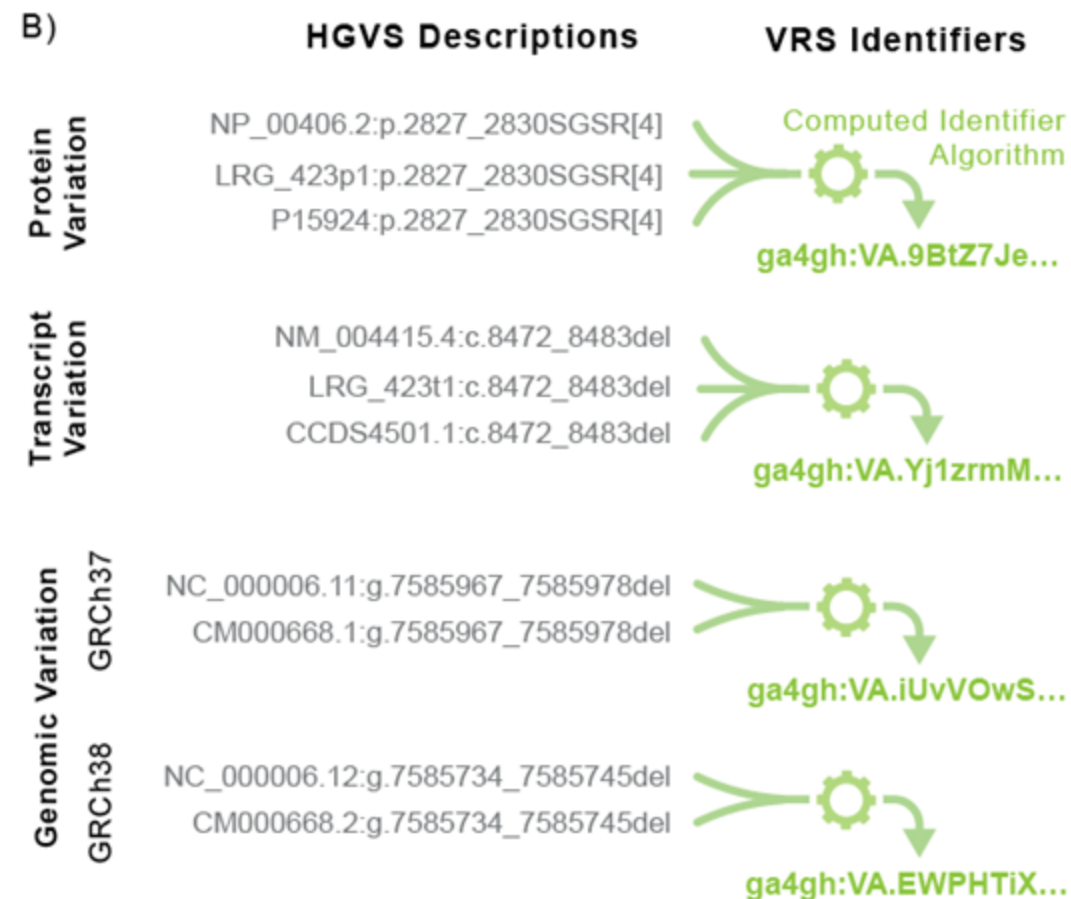 B)
HGVS Descriptions
VRS Identifiers
Protein
Variation
NP_00406.2:p.2827_2830SGSR[4]
LRG_423p1:p.2827_2830SGSR[4]
P15924:p.2827_2830SGSR[4]
Computed Identifier
Algorithm
ga4gh:VA.9BtZ7Je...
Transcript
Variation
NM_004415.4:c.8472_8483del
LRG_423t1:c.8472_8483del
CCDS4501.1:c.8472_8483del
ga4gh:VA.Yj1zrmM...
Genomic Variation
GRCh37
NC_000006.11:g.7585967_7585978del
CM000668.1:g.7585967_7585978del
ga4gh:VA.iUvVOwS...
GRCh38
NC_000006.12:g.7585734_7585745del
CM000668.2:g.7585734_7585745del
ga4gh:VA.EWPHTiX...